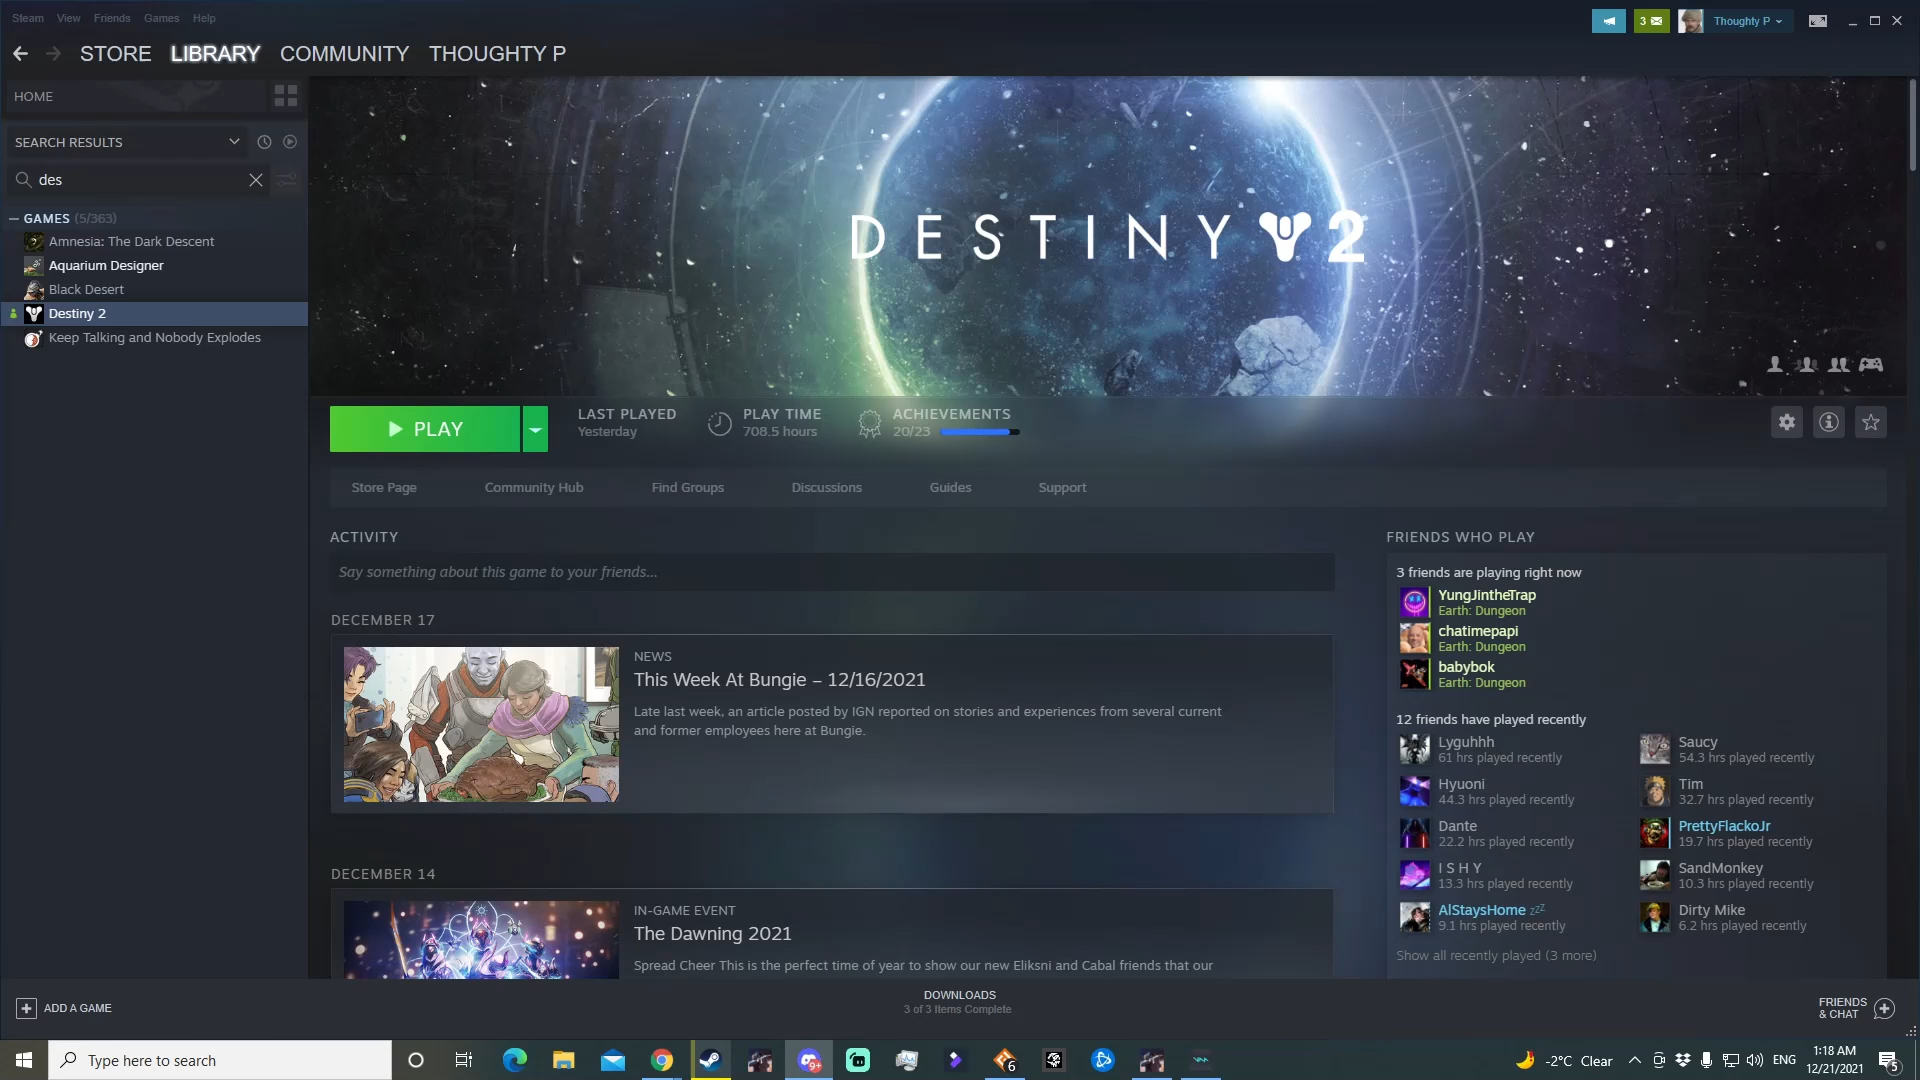 Steam View Friends Games Help
3
Thoughty P
STORE LIBRARY COMMUNITY THOUGHTY P
HOME
SEARCH RESULTS
des
GAMES (5/363)
Amnesia: The Dark Descent
Aquarium Designer
Black Desert
Destiny 2
Keep Talking and Nobody Explodes
DESTINY 2
PLAY
LAST PLAYED
Yesterday
PLAY TIME
708.5 hours
ACHIEVEMENTS
20/23
Store Page Community Hub Find Groups Discussions Guides Support
ACTIVITY
Say something about this game to your friends...
DECEMBER 17
NEWS
This Week At Bungie – 12/16/2021
Late last week, an article posted by IGN reported on stories and experiences from several current
and former employees here at Bungie.
DECEMBER 14
IN-GAME EVENT
The Dawning 2021
Spread Cheer This is the perfect time of year to show our new Eliksni and Cabal friends that our
FRIENDS WHO PLAY
3 friends are playing right now
YungJintheTrap
Earth: Dungeon
chatimepapi
Earth: Dungeon
babybok
Earth: Dungeon
12 friends have played recently
Lyguhhh
61 hrs played recently
Saucy
54.3 hrs played recently
Hyuoni
44.3 hrs played recently
Tim
32.7 hrs played recently
Dante
22.2 hrs played recently
PrettyFlackoJr
19.7 hrs played recently
I S H Y
13.3 hrs played recently
SandMonkey
10.3 hrs played recently
AlStaysHome zzZ
9.1 hrs played recently
Dirty Mike
6.2 hrs played recently
Show all recently played (3 more)
ADD A GAME
DOWNLOADS
3 of 3 Items Complete
FRIENDS
& CHAT
Type here to search
9+
6
-2°C Clear
ENG
1:18 AM
12/21/2021
5